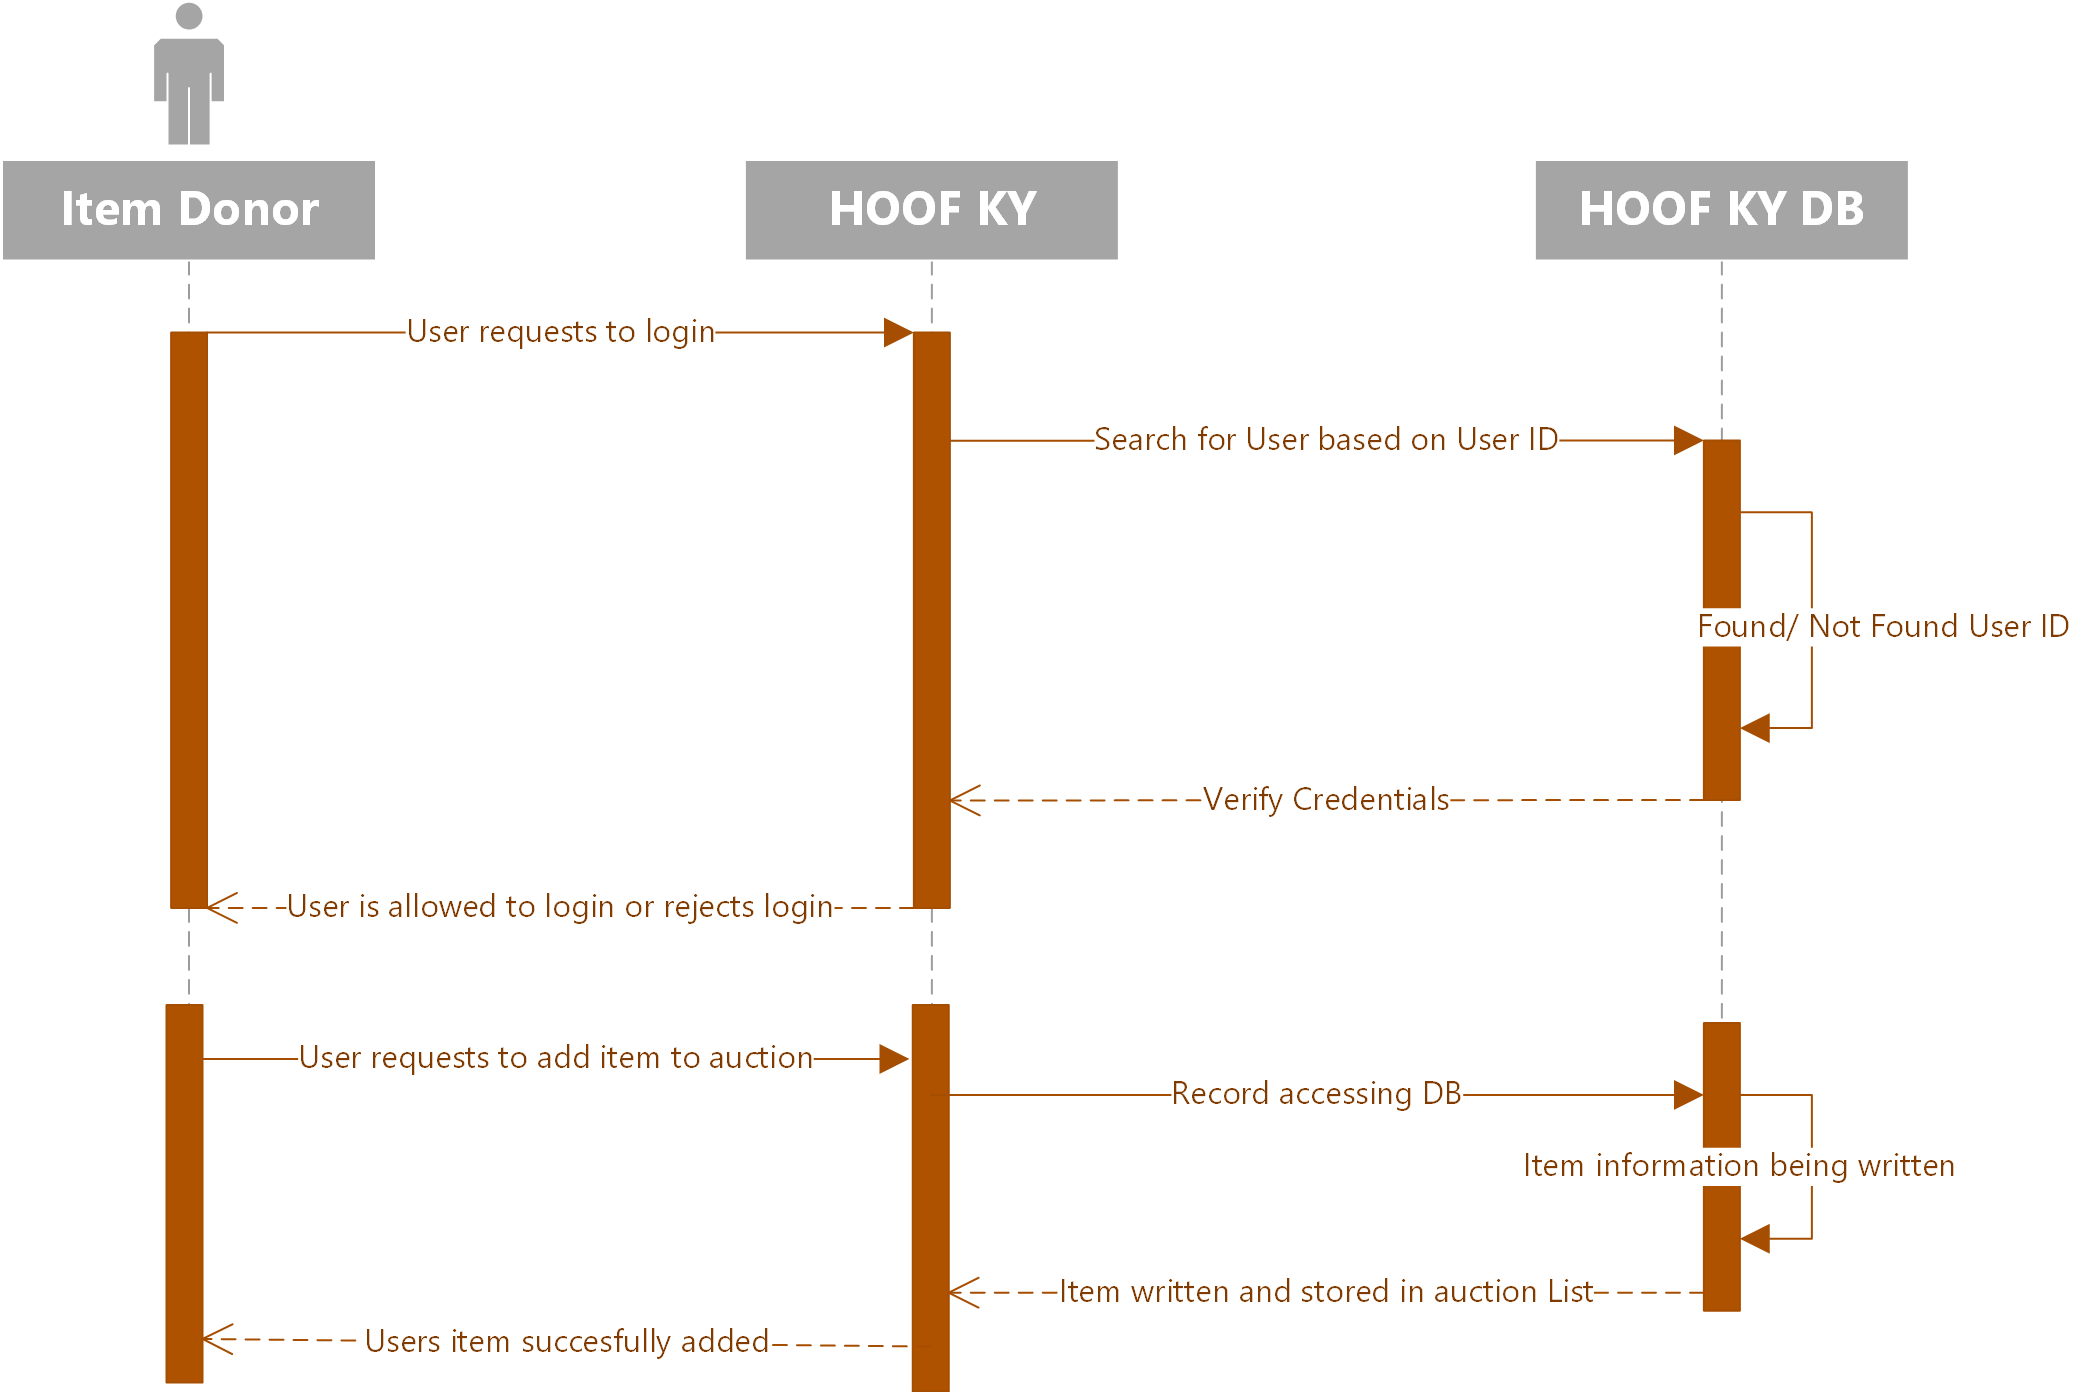 Item Donor
HOOF KY
HOOF KY DB
User requests to login
Search for User based on User ID
Found/ Not Found User ID
Verify Credentials
User is allowed to login or rejects login
User requests to add item to auction
Record accessing DB
Item information being written
Item written and stored in auction List
Users item succesfully added